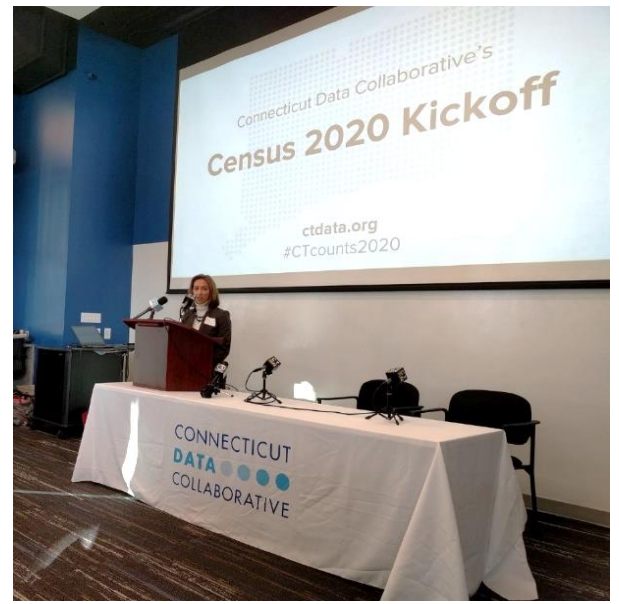 Connecticut Data Collaborative's
Census 2020 Kickoff
ctdata.org
#CTcounts2020
CONNECTICUT
DATA
COLLABORATIVE